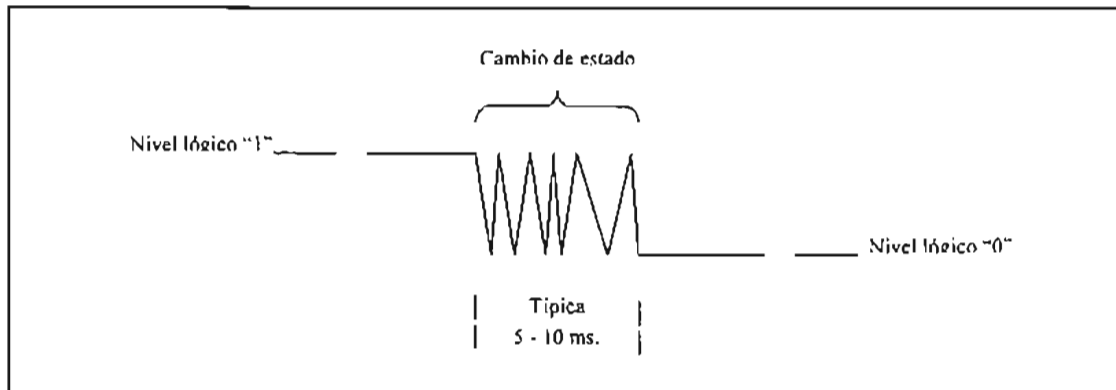 Cambio de estado
Nivel lógico "1"
Nivel lógico "0"
Típica
5 - 10 ms.